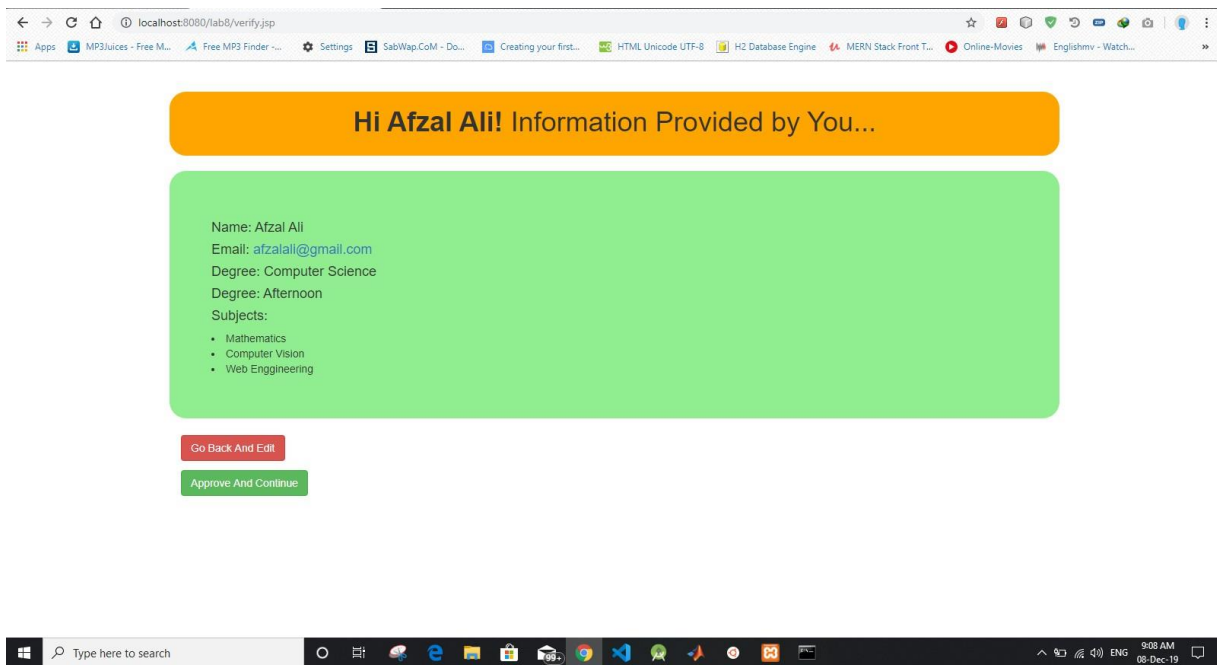 localhost:8080/lab8/verify.jsp
Apps MP3Juices - Free M... Free MP3 Finder -... Settings SabWap.CoM - Do... Creating your first... HTML Unicode UTF-8 H2 Database Engine MERN Stack Front T... Online-Movies Englishmv - Watch... »
Hi Afzal Ali! Information Provided by You...
Name: Afzal Ali
Email: afzalali@gmail.com
Degree: Computer Science
Degree: Afternoon
Subjects:
• Mathematics
• Computer Vision
• Web Enggineering
Go Back And Edit
Approve And Continue
Type here to search
99+
ENG
9:08 AM
08-Dec-19